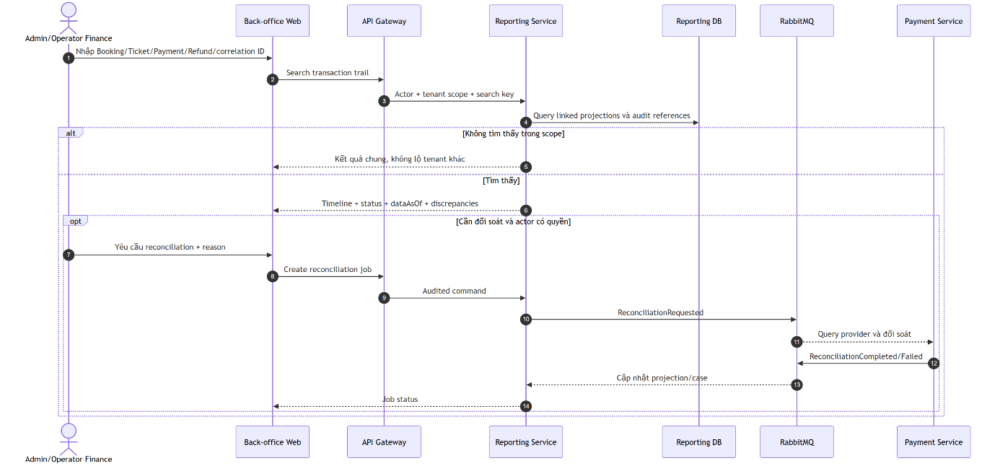 Admin/Operator Finance
Back-office Web
API Gateway
Reporting Service
Reporting DB
RabbitMQ
Payment Service
1
Nhập Booking/Ticket/Payment/Refund/correlation ID
2
Search transaction trail
3
Actor + tenant scope + search key
4
Query linked projections và audit references
alt
[Không tìm thấy trong scope]
5
Kết quả chung, không lộ tenant khác
[Tìm thấy]
6
Timeline + status + dataAsOf + discrepancies
opt
[Cần đối soát và actor có quyền]
7
Yêu cầu reconciliation + reason
8
Create reconciliation job
9
Audited command
10
ReconciliationRequested
11
Query provider và đối soát
12
ReconciliationCompleted/Failed
13
Cập nhật projection/case
14
Job status
Admin/Operator Finance
Back-office Web
API Gateway
Reporting Service
Reporting DB
RabbitMQ
Payment Service